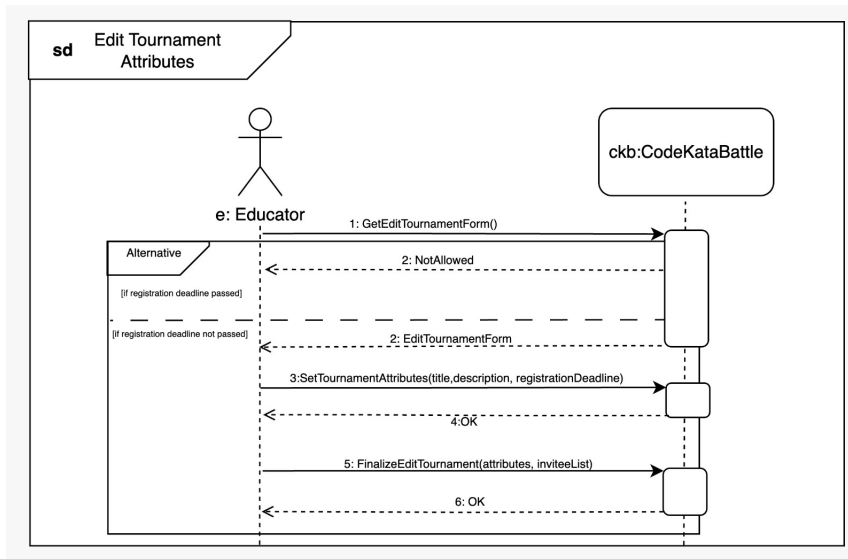 sd
Edit Tournament
Attributes
ckb:CodeKataBattle
e: Educator
1: GetEditTournamentForm()
Alternative
2: NotAllowed
[if registration deadline passed]
[if registration deadline not passed]
2: EditTournamentForm
3:SetTournamentAttributes(title,description, registrationDeadline)
4:OK
5: FinalizeEditTournament(attributes, inviteeList)
6: OK